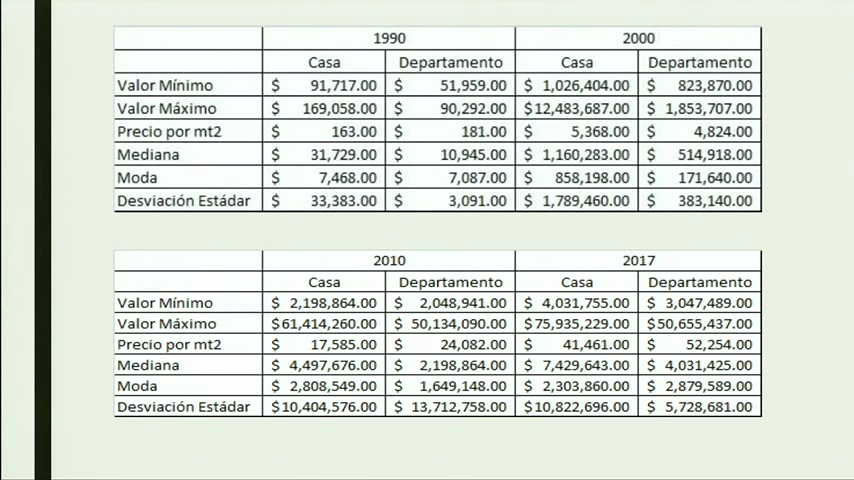 1990 2000
Casa Departamento Casa Departamento
Valor Mínimo $ 91,717.00 $ 51,959.00 $ 1,026,404.00 $ 823,870.00
Valor Máximo $ 169,058.00 $ 90,292.00 $12,483,687.00 $ 1,853,707.00
Precio por mt2 $ 163.00 $ 181.00 $ 5,368.00 $ 4,824.00
Mediana $ 31,729.00 $ 10,945.00 $ 1,160,283.00 $ 514,918.00
Moda $ 7,468.00 $ 7,087.00 $ 858,198.00 $ 171,640.00
Desviación Estádar $ 33,383.00 $ 3,091.00 $ 1,789,460.00 $ 383,140.00
2010 2017
Casa Departamento Casa Departamento
Valor Mínimo $ 2,198,864.00 $ 2,048,941.00 $ 4,031,755.00 $ 3,047,489.00
Valor Máximo $61,414,260.00 $ 50,134,090.00 $75,935,229.00 $50,655,437.00
Precio por mt2 $ 17,585.00 $ 24,082.00 $ 41,461.00 $ 52,254.00
Mediana $ 4,497,676.00 $ 2,198,864.00 $ 7,429,643.00 $ 4,031,425.00
Moda $ 2,808,549.00 $ 1,649,148.00 $ 2,303,860.00 $ 2,879,589.00
Desviación Estádar $10,404,576.00 $ 13,712,758.00 $10,822,696.00 $ 5,728,681.00